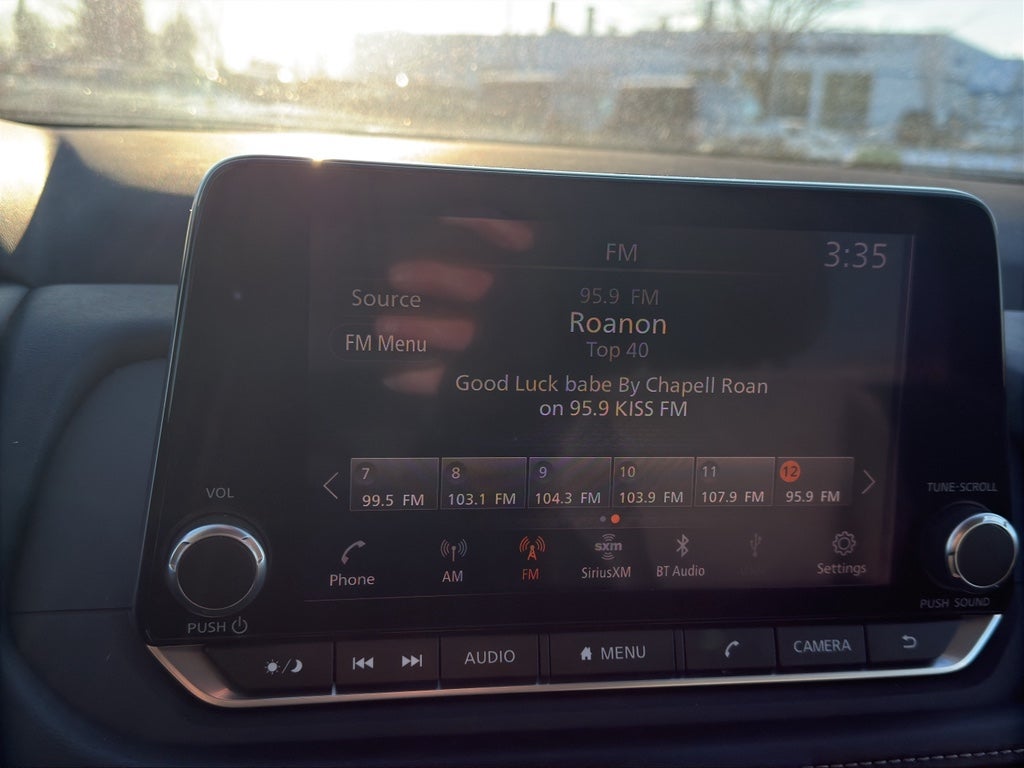 FM
3:35
Source
95.9 FM
Roanon
FM Menu
Top 40
Good Luck babe By Chapell Roan
on 95.9 KISS FM
7
8
9
10
11
12
99.5 FM
103.1 FM
104.3 FM
103.9 FM
107.9 FM
95.9 FM
VOL
TUNE·SCROLL
sxm
Phone
AM
FM
SiriusXM
BT Audio
Settings
PUSH
PUSH SOUND
AUDIO
MENU
CAMERA